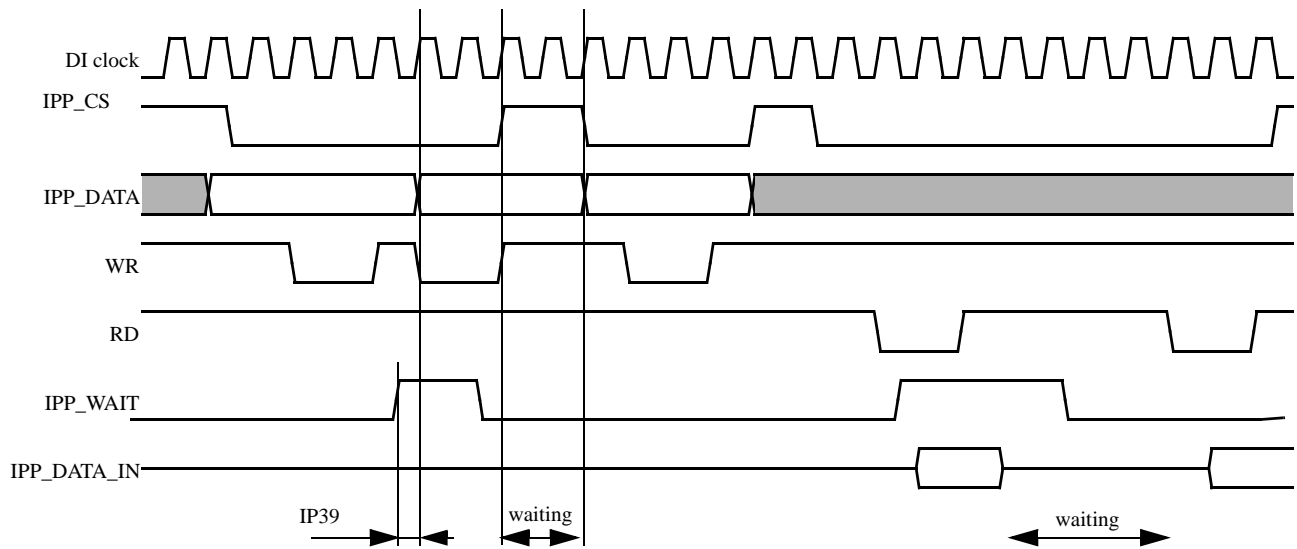 DI clock
IPP_CS
IPP_DATA
WR
RD
IPP_WAIT
IPP_DATA_IN
IP39
waiting
waiting